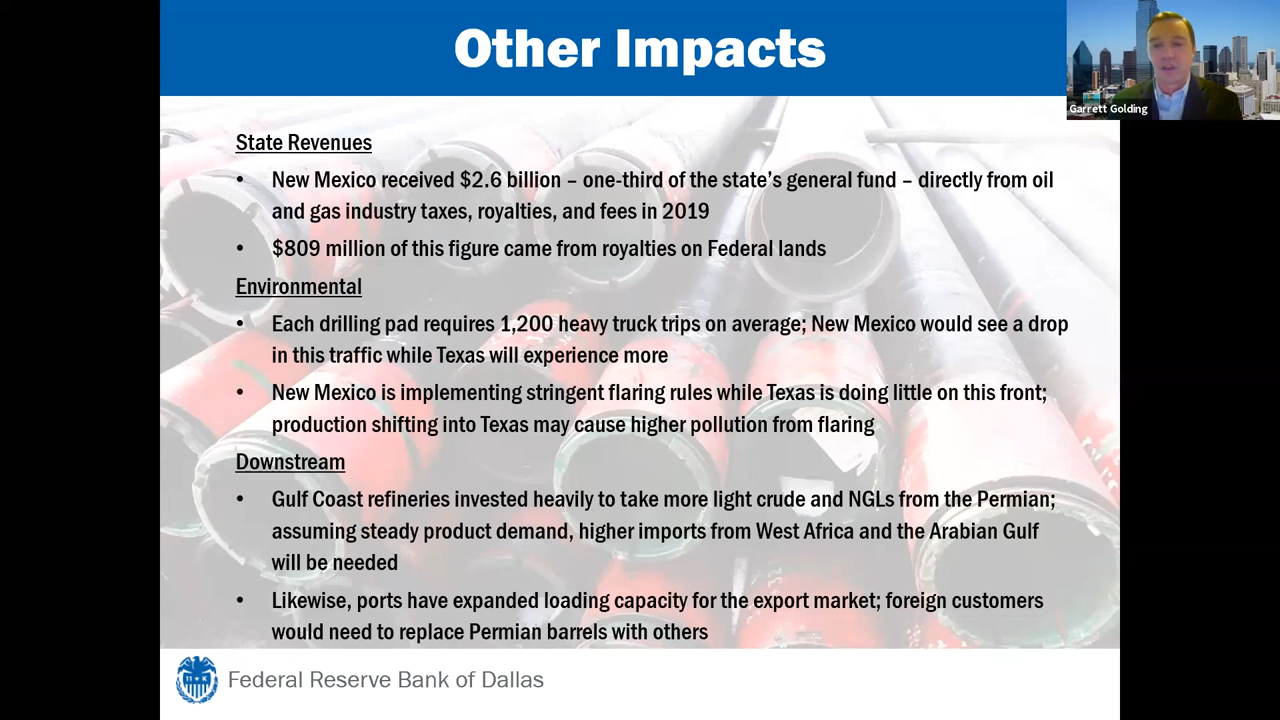 Other Impacts
Garrett Golding
State Revenues
• New Mexico received $2.6 billion – one-third of the state's general fund – directly from oil
and gas industry taxes, royalties, and fees in 2019
• $809 million of this figure came from royalties on Federal lands
Environmental
• Each drilling pad requires 1,200 heavy truck trips on average; New Mexico would see a drop
in this traffic while Texas will experience more
• New Mexico is implementing stringent flaring rules while Texas is doing little on this front;
production shifting into Texas may cause higher pollution from flaring
Downstream
• Gulf Coast refineries invested heavily to take more light crude and NGLs from the Permian;
assuming steady product demand, higher imports from West Africa and the Arabian Gulf
will be needed
• Likewise, ports have expanded loading capacity for the export market; foreign customers
would need to replace Permian barrels with others
Federal Reserve Bank of Dallas